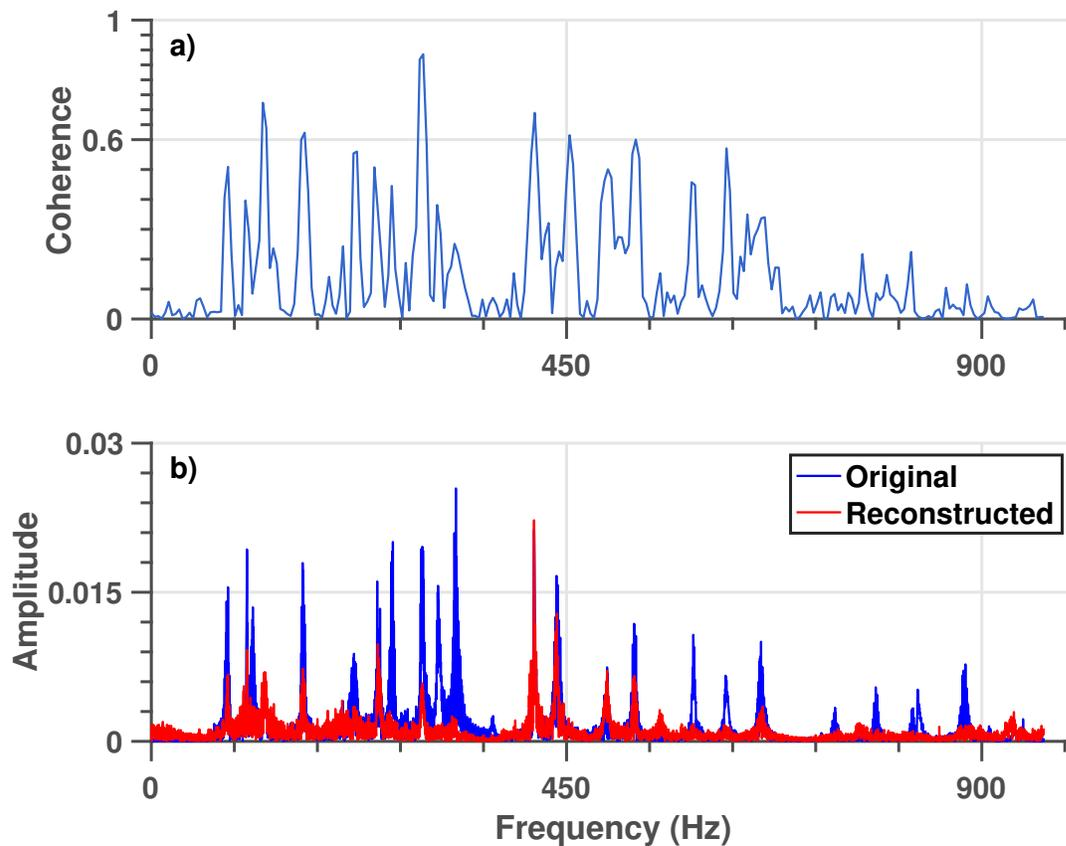 a)
1
0.6
0
Coherence
0
450
900
b)
0.03
0.015
0
Amplitude
Original
Reconstructed
0
450
900
Frequency (Hz)